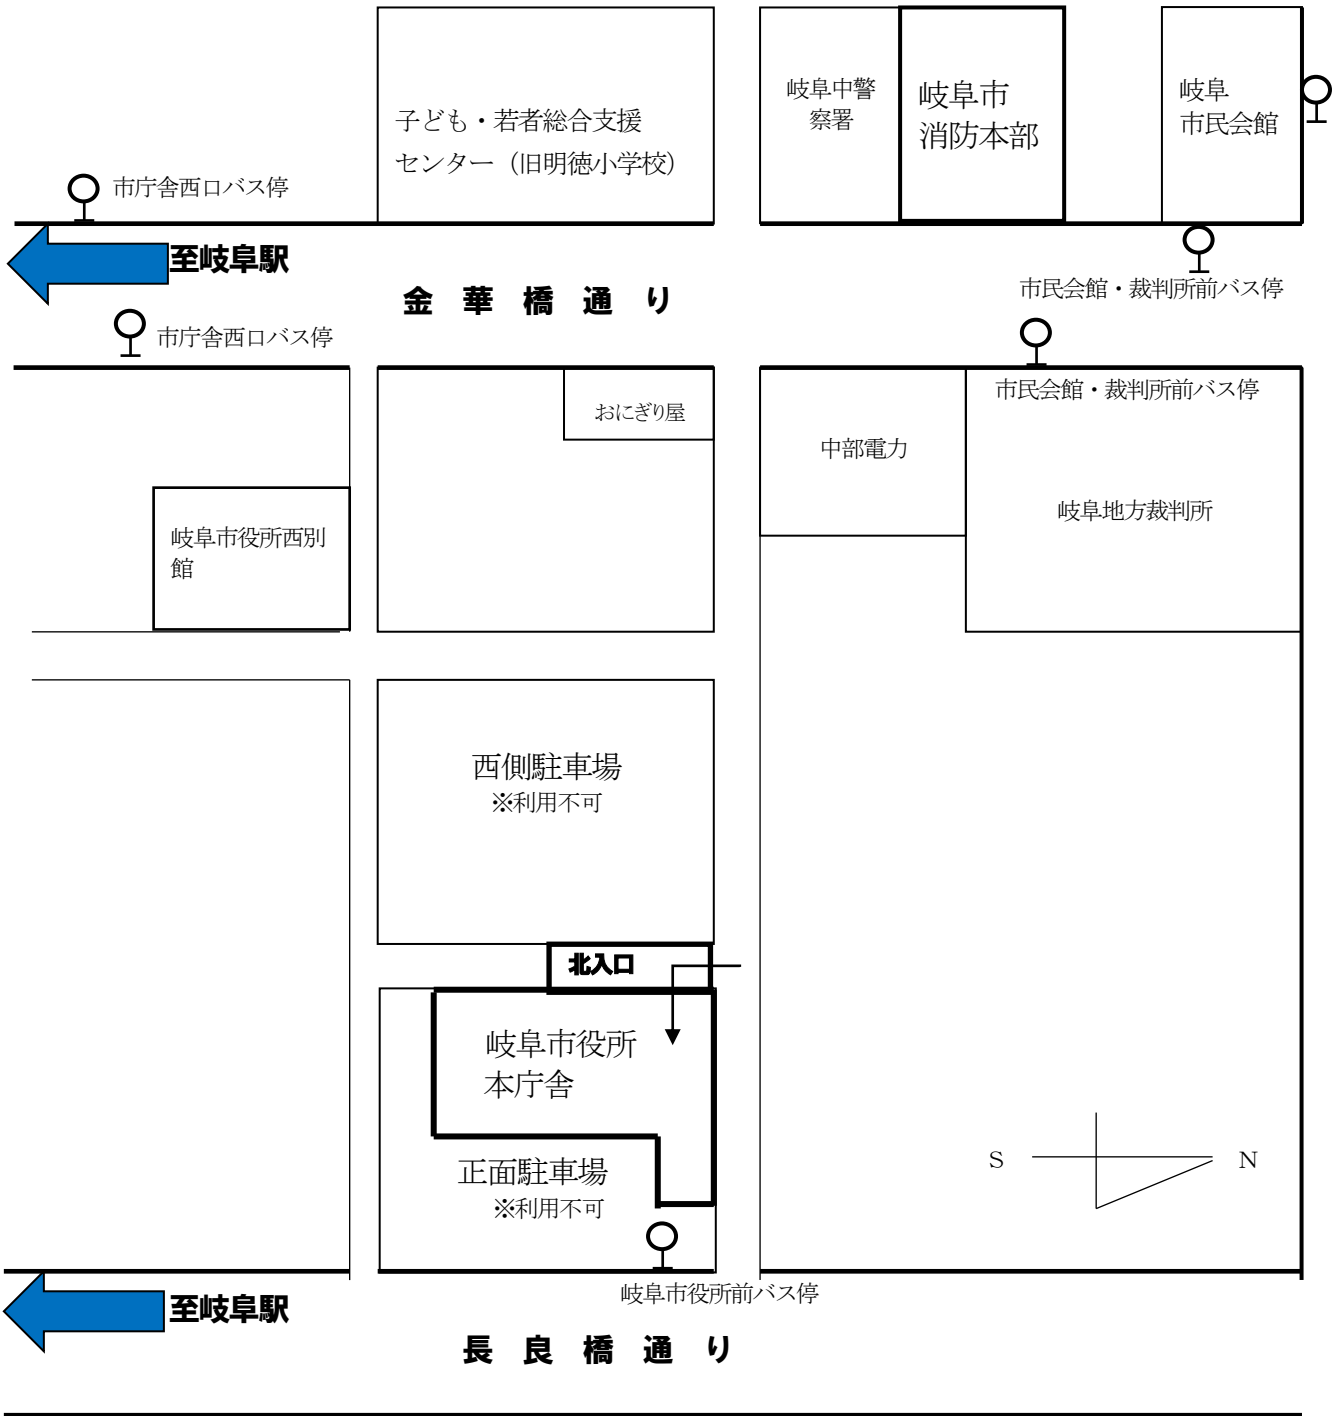 子ども・若者総合支援
センター（旧明徳小学校）
岐阜中警
察署
岐阜市
消防本部
岐阜
市民会館
市庁舎西口バス停
至岐阜駅
金華橋通り
市民会館・裁判所前バス停
市庁舎西口バス停
おにぎり屋
中部電力
市民会館・裁判所前バス停
岐阜地方裁判所
岐阜市役所西別
館
西側駐車場
※利用不可
北入口
岐阜市役所
本庁舎
正面駐車場
※利用不可
S
N
岐阜市役所前バス停
至岐阜駅
長良橋通り